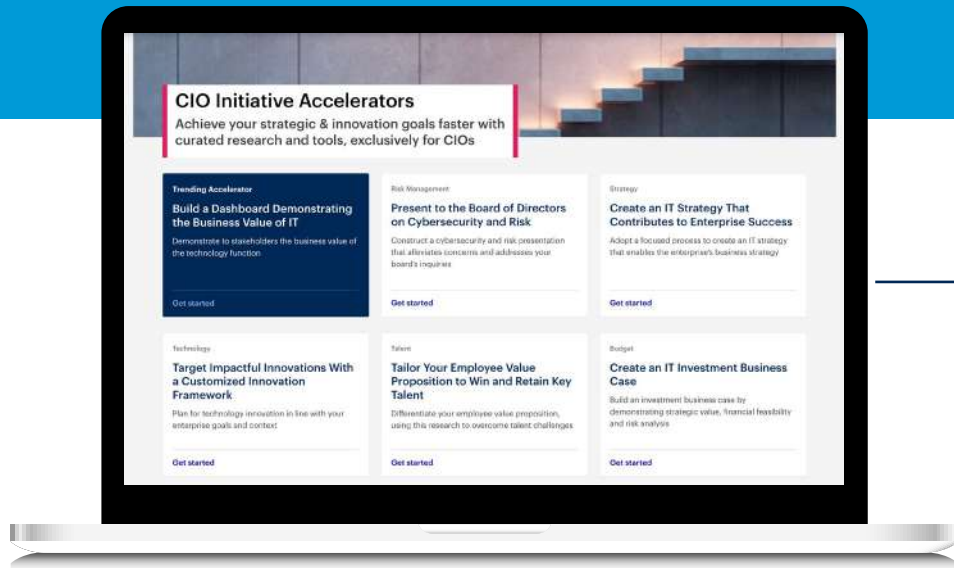 CIO Initiative Accelerators
Achieve your strategic & innovation goals faster with
curated research and tools, exclusively for CIOs
Trending Accelerator
Build a Dashboard Demonstrating
the Business Value of IT
Demonstrate to stakeholders the business value of
the technology function
Get started
Risk Management
Present to the Board of Directors
on Cybersecurity and Risk
Construct a cybersecurity and risk presentation
that alleviates concerns and addresses your
board's inquiries
Get started
Strategy
Create an IT Strategy That
Contributes to Enterprise Success
Adopt a focused process to create an IT strategy
that enables the enterprise's business strategy
Get started
Technology
Target Impactful Innovations With
a Customized Innovation
Framework
Plan for technology innovation in line with your
enterprise goals and context
Get started
Talent
Tailor Your Employee Value
Proposition to Win and Retain Key
Talent
Differentiate your employee value proposition,
using this research to overcome talent challenges
Get started
Budget
Create an IT Investment Business
Case
Build an investment business case by
demonstrating strategic value, financial feasibility
and risk analysis
Get started